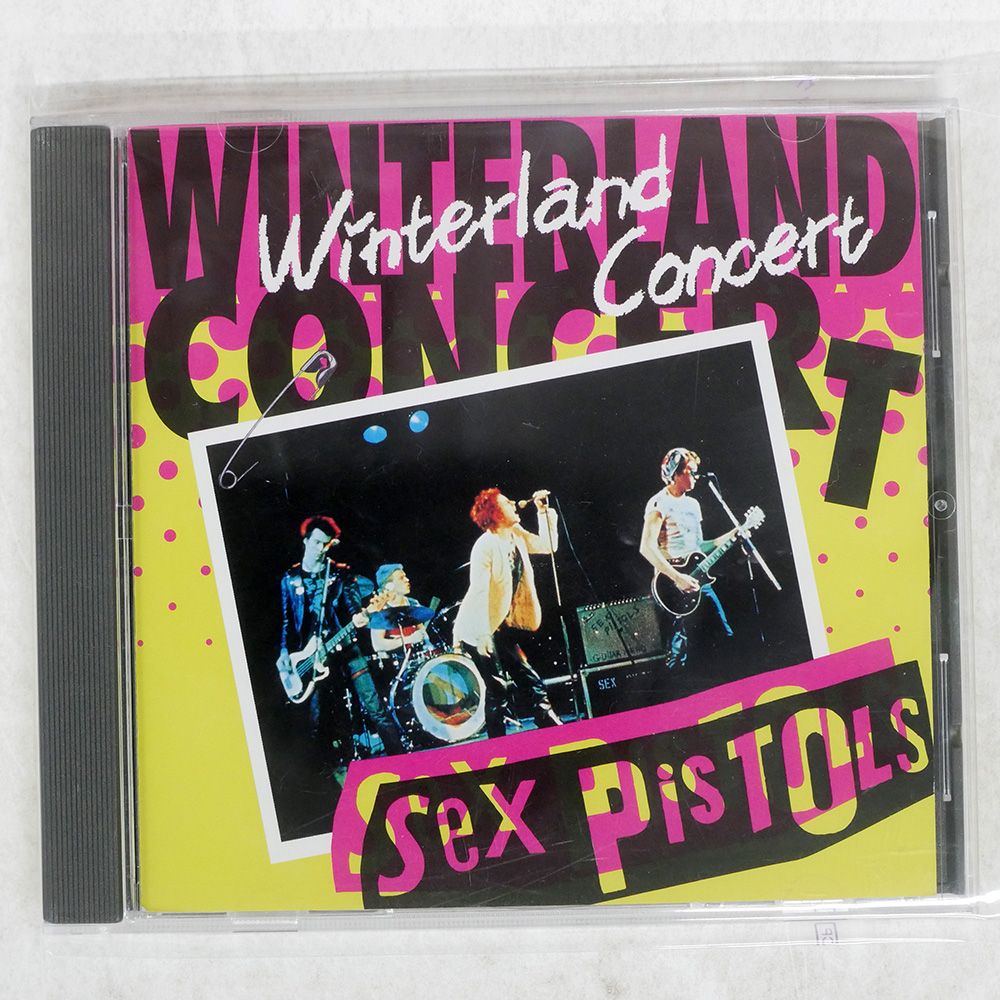 WINTERLAND
CONCERT
Winterland
Concert
SEX
Sex PisTOLs